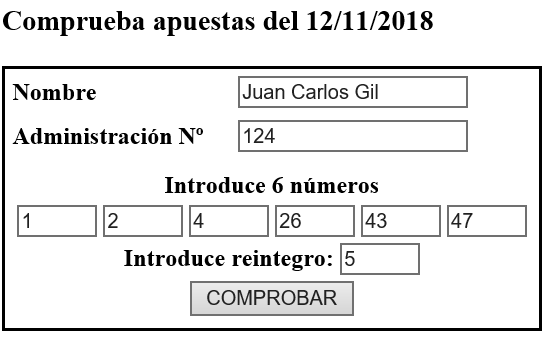 Comprueba apuestas del 12/11/2018
Nombre Juan Carlos Gil
Administración Nº 124
Introduce 6 números
1 2 4 26 43 47
Introduce reintegro: 5
COMPROBAR